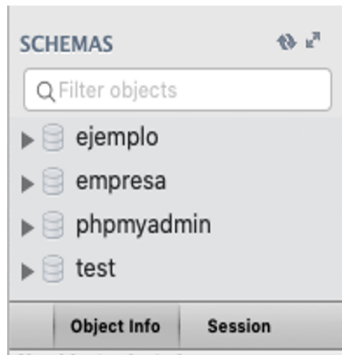 SCHEMAS
Filter objects
ejemplo
empresa
phpmyadmin
test
Object Info Session